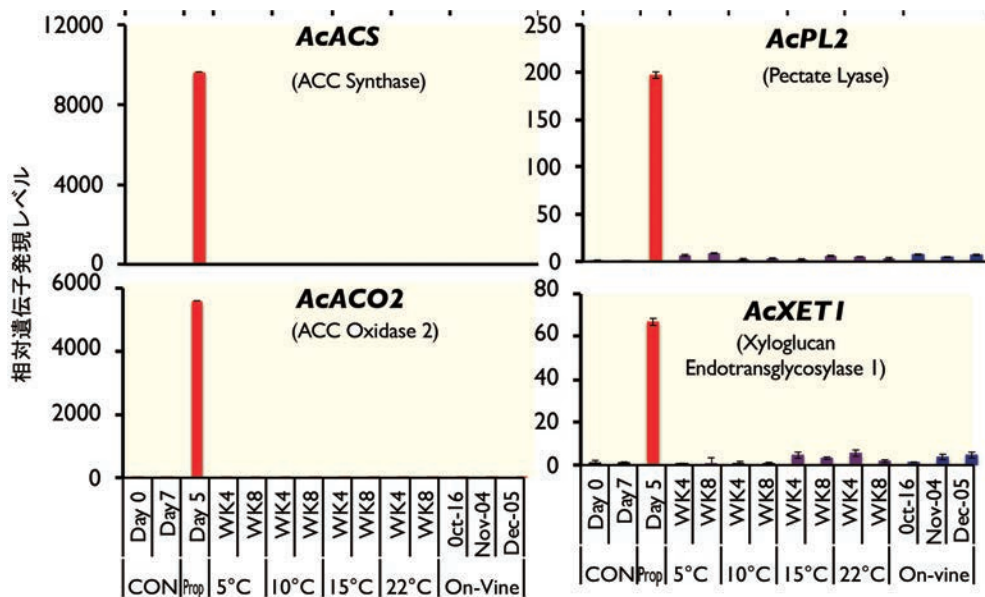 相対遺伝子発現レベル
12000
9000
6000
4000
0
AcACS
(ACC Synthase)
250
200
150
100
50
0
AcPL2
(Pectate Lyase)
6000
4000
2000
0
AcACO2
(ACC Oxidase 2)
80
60
40
20
0
AcXET1
(Xyloglucan
Endotransglycosylase 1)
Day 0 Day7 Day 5 WK4 WK8 WK4 WK8 WK4 WK8 WK4 WK8 0ct-16 Nov-04 Dec-05
CON Prop 5°C 10°C 15°C 22°C On-Vine
Day 0 Day7 Day 5 WK4 WK8 WK4 WK8 WK4 WK8 WK4 WK8 0ct-16 Nov-04 Dec-05
CON Prop 5°C 10°C 15°C 22°C On-vine